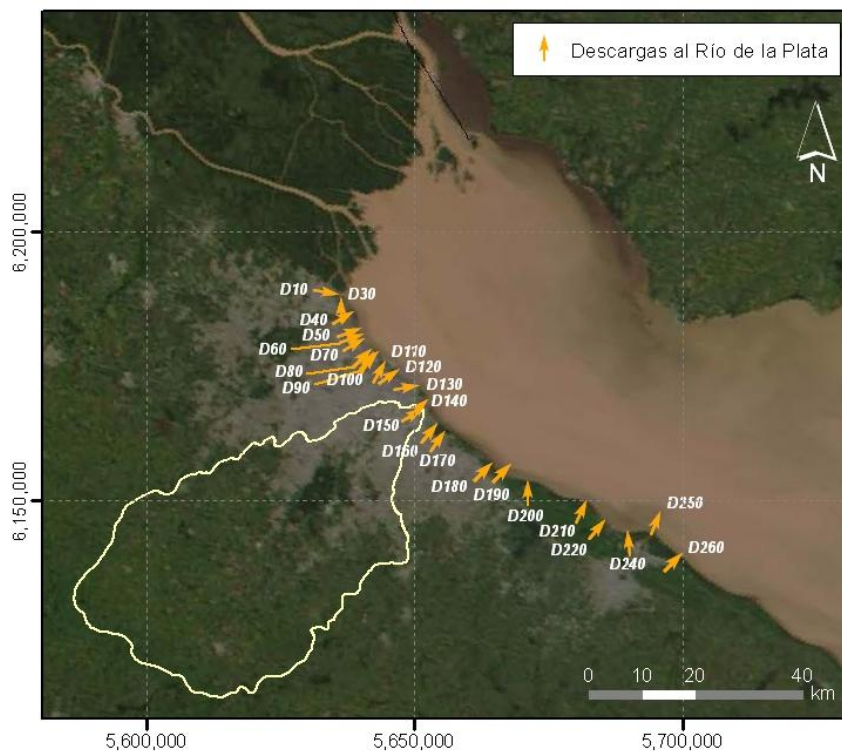 Descargas al Río de la Plata
N
6,200,000
D10
D30
D40
D50
D60
D70
D110
D80
D120
D100
D90
D130
D140
D150
D160
D170
D180
D190
6,150,000
D250
D200
D210
D220
D260
D240
0 10 20 40
km
5,600,000 5,650,000 5,700,000